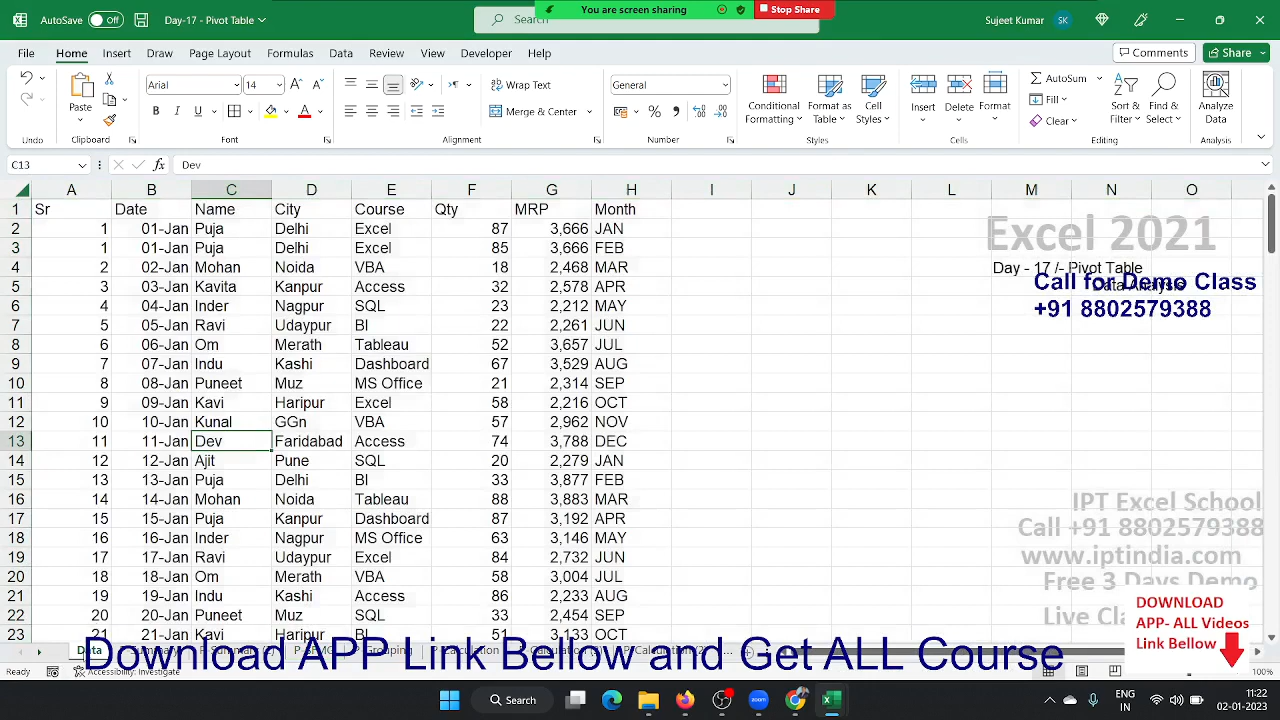 AutoSave Off Day-17 - Pivot Table Search You are screen sharing Stop Share Sujeet Kumar SK
File Home Insert Draw Page Layout Formulas Data Review View Developer Help Comments Share
Arial 14 Wrap Text General AutoSum
Paste B I U Merge & Center Conditional Formatting Format as Table Cell Styles Insert Delete Format Fill Clear Sort & Filter Find & Select Analyze Data
Undo Clipboard Font Alignment Number Styles Cells Editing Analysis
C13 fx Dev
A B C D E F G H I J K L M N O
1 Sr Date Name City Course Qty MRP Month
2 1 01-Jan Puja Delhi Excel 87 3,666 JAN
3 1 01-Jan Puja Delhi Excel 85 3,666 FEB
4 2 02-Jan Mohan Noida VBA 18 2,468 MAR
5 3 03-Jan Kavita Kanpur Access 32 2,578 APR
6 4 04-Jan Inder Nagpur SQL 23 2,212 MAY
7 5 05-Jan Ravi Udaypur BI 22 2,261 JUN
8 6 06-Jan Om Merath Tableau 52 3,657 JUL
9 7 07-Jan Indu Kashi Dashboard 67 3,529 AUG
10 8 08-Jan Puneet Muz MS Office 21 2,314 SEP
11 9 09-Jan Kavi Haripur Excel 58 2,216 OCT
12 10 10-Jan Kunal GGn VBA 57 2,962 NOV
13 11 11-Jan Dev Faridabad Access 74 3,788 DEC
14 12 12-Jan Ajit Pune SQL 20 2,279 JAN
15 13 13-Jan Puja Delhi BI 33 3,877 FEB
16 14 14-Jan Mohan Noida Tableau 88 3,883 MAR
17 15 15-Jan Puja Kanpur Dashboard 87 3,192 APR
18 16 16-Jan Inder Nagpur MS Office 63 3,146 MAY
19 17 17-Jan Ravi Udaypur Excel 84 2,732 JUN
20 18 18-Jan Om Merath VBA 58 3,004 JUL
21 19 19-Jan Indu Kashi Access 86 2,233 AUG
22 20 20-Jan Puneet Muz SQL 33 2,454 SEP
23 21 21-Jan Kavi Haripur BI 51 3,133 OCT
Excel 2021
Day - 17 /- Pivot Table
Data Analysis
Call for Demo Class
+91 8802579388
IPT Excel School
Call +91 8802579388
www.iptindia.com
Free 3 Days Demo
Live
DOWNLOAD
APP- ALL Videos
Link Bellow
Data
Download APP Link Bellow and Get ALL Course
Ready Accessibility: Investigate 100%
Search zoom ENG IN 11:22 02-01-2023